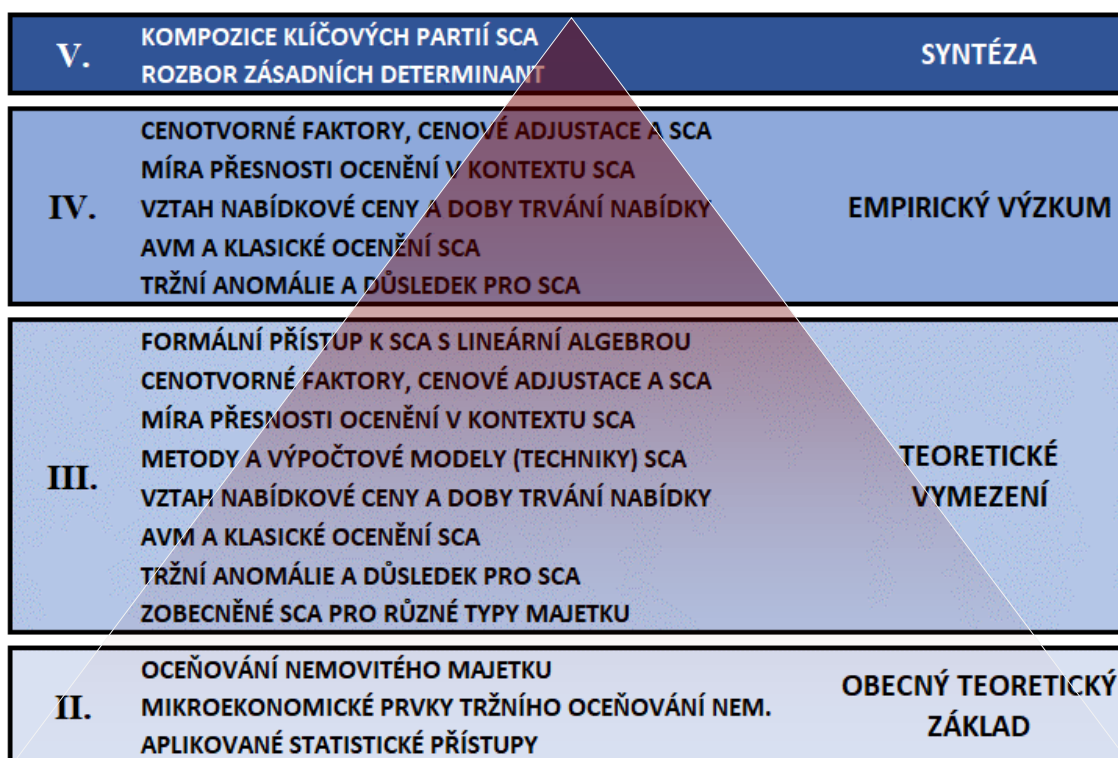 V.
KOMPOZICE KLÍČOVÝCH PARTIÍ SCA
ROZBOR ZÁSADNÍCH DETERMINANT
SYNTÉZA
IV.
CENOTVORNÉ FAKTORY, CENOVÉ ADJUSTACE A SCA
MÍRA PŘESNOSTI OCENĚNÍ V KONTEXTU SCA
VZTAH NABÍDKOVÉ CENY A DOBY TRVÁNÍ NABÍDKY
AVM A KLASICKÉ OCENĚNÍ SCA
TRŽNÍ ANOMÁLIE A DŮSLEDEK PRO SCA
EMPIRICKÝ VÝZKUM
III.
FORMÁLNÍ PŘÍSTUP K SCA S LINEÁRNÍ ALGEBROU
CENOTVORNÉ FAKTORY, CENOVÉ ADJUSTACE A SCA
MÍRA PŘESNOSTI OCENĚNÍ V KONTEXTU SCA
METODY A VÝPOČTOVÉ MODELY (TECHNIKY) SCA
VZTAH NABÍDKOVÉ CENY A DOBY TRVÁNÍ NABÍDKY
AVM A KLASICKÉ OCENĚNÍ SCA
TRŽNÍ ANOMÁLIE A DŮSLEDEK PRO SCA
ZOBECNĚNÉ SCA PRO RŮZNÉ TYPY MAJETKU
TEORETICKÉ
VYMEZENÍ
II.
OCEŇOVÁNÍ NEMOVITÉHO MAJETKU
MIKROEKONOMICKÉ PRVKY TRŽNÍHO OCEŇOVÁNÍ NEM.
APLIKOVANÉ STATISTICKÉ PŘÍSTUPY
OBECNÝ TEORETICKÝ
ZÁKLAD